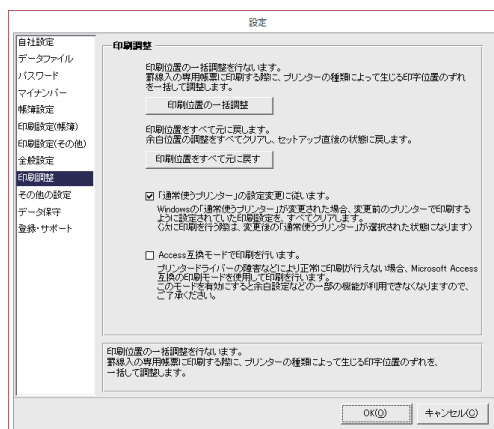 設定
自社設定
データファイル
パスワード
マイナンバー
帳簿設定
印刷設定(帳簿)
印刷設定(その他)
全般設定
印刷調整
その他の設定
データ保守
登録・サポート
印刷調整
印刷位置の一括調整を行ないます。
罫線入の専用帳票に印刷する際に、プリンターの種類によって生じる印字位置のずれ
を一括して調整します。
印刷位置の一括調整
印刷位置をすべて元に戻します。
余白位置の調整をすべてクリアし、セットアップ直後の状態に戻します。
印刷位置をすべて元に戻す
「通常使うプリンター」の設定変更に従います。
Windowsの「通常使うプリンター」が変更された場合、変更前のプリンターで印刷する
ように設定されていた印刷設定を、すべてクリアします。
(次に印刷を行う際は、変更後の「通常使うプリンター」が選択された状態になります)
Access互換モードで印刷を行います。
プリンタードライバーの障害などにより正常に印刷が行えない場合、Microsoft Access
互換の印刷モードを使用して印刷を行います。
このモードを有効にすると余白設定などの一部の機能が利用できなくなりますので、
ご了承ください。
印刷位置の一括調整を行ないます。
罫線入の専用帳票に印刷する際に、プリンターの種類によって生じる印字位置のずれを、
一括して調整します。
OK(O)
キャンセル(C)